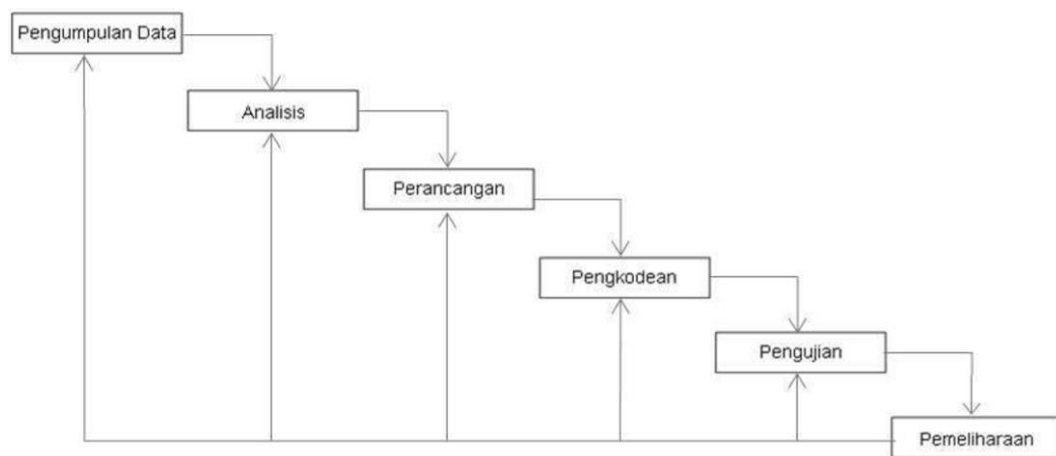 Pengumpulan Data
Analisis
Perancangan
Pengkodean
Pengujian
Pemeliharaan